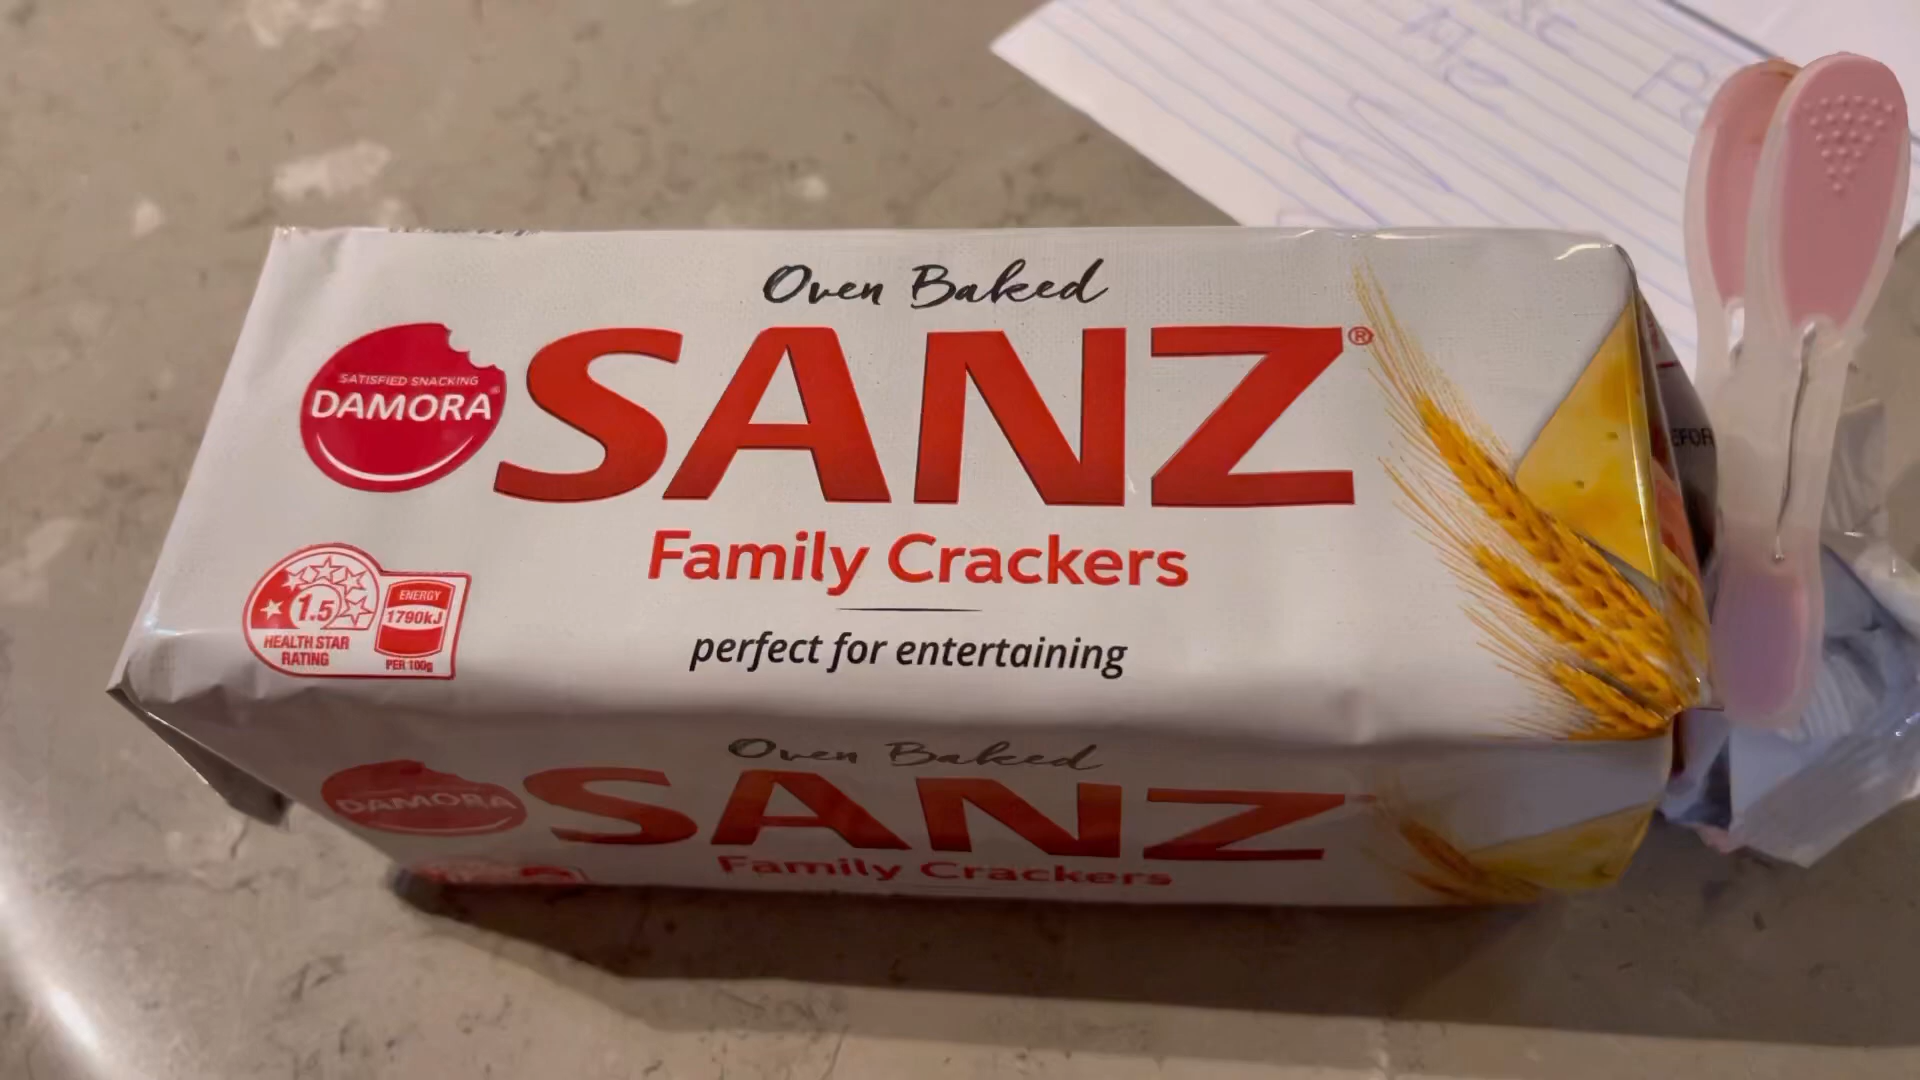 Oven Baked
SATISFIED SNACKING
DAMORA®
SANZ®
Family Crackers
perfect for entertaining
1.5
HEALTH STAR
RATING
ENERGY
1790kJ
PER 100g
Oven Baked
DAMORA
SANZ
Family Crackers